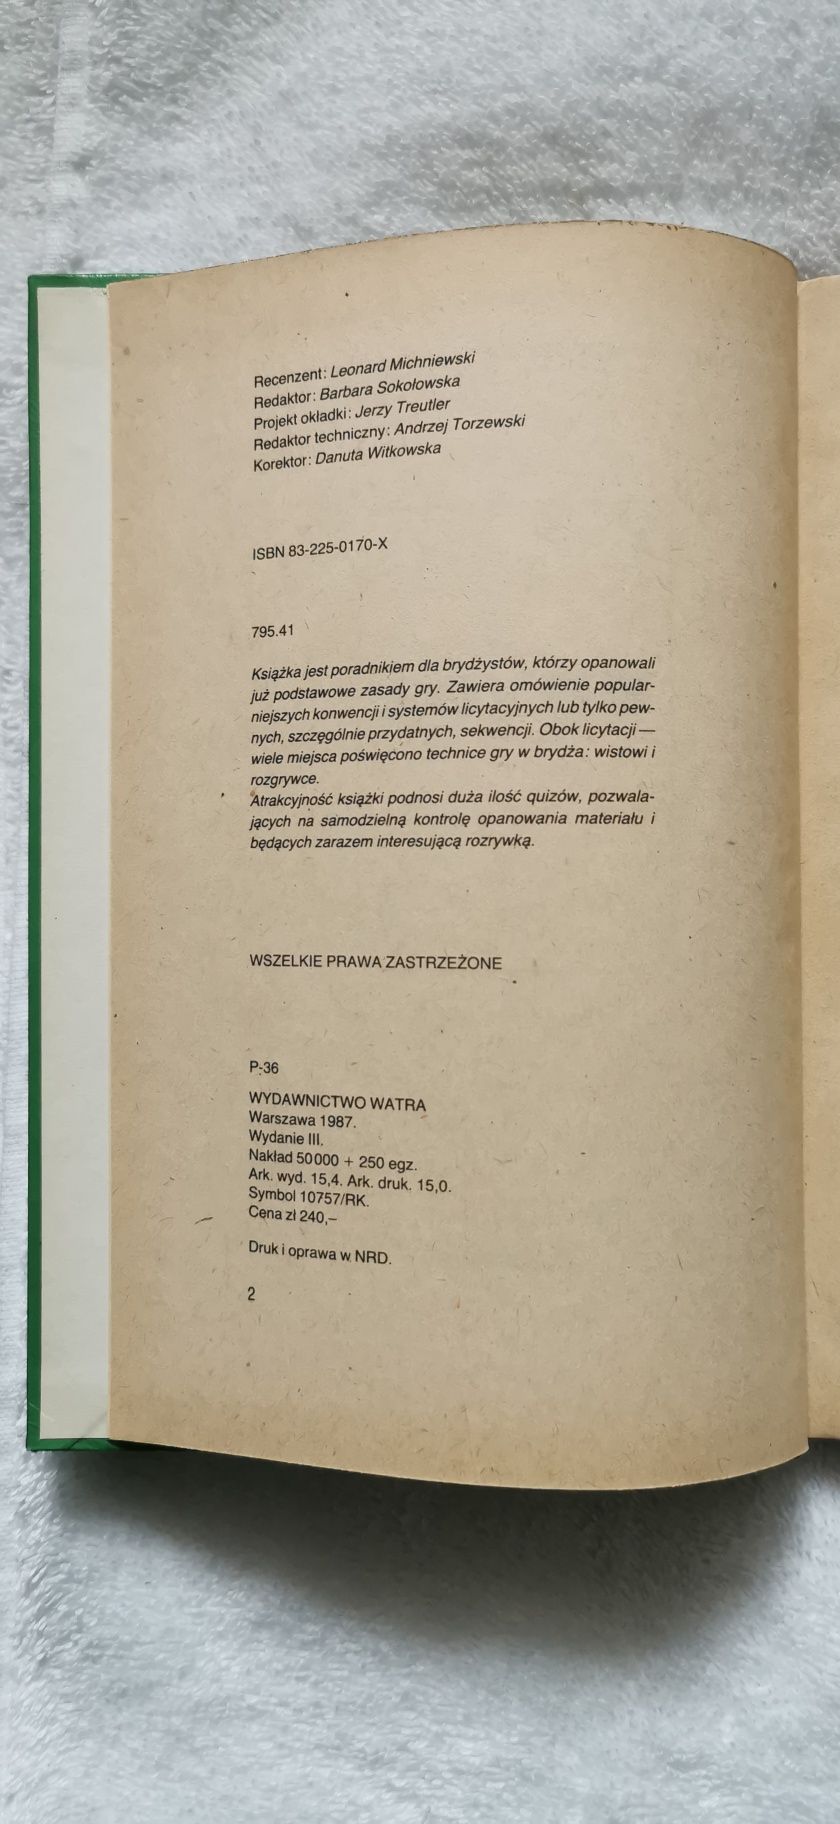 Recenzent: Leonard Michniewski
Redaktor: Barbara Sokołowska
Projekt okładki: Jerzy Treutler
Redaktor techniczny: Andrzej Torzewski
Korektor: Danuta Witkowska
ISBN 83-225-0170-X
795.41
Książka jest poradnikiem dla brydżystów, którzy opanowali
już podstawowe zasady gry. Zawiera omówienie popular-
niejszych konwencji i systemów licytacyjnych lub tylko pew-
nych, szczególnie przydatnych, sekwencji. Obok licytacji —
wiele miejsca poświęcono technice gry w brydża: wistowi i
rozgrywce.
Atrakcyjność książki podnosi duża ilość quizów, pozwala-
jących na samodzielną kontrolę opanowania materiału i
będących zarazem interesującą rozrywką.
WSZELKIE PRAWA ZASTRZEŻONE
P-36
WYDAWNICTWO WATRA
Warszawa 1987.
Wydanie III.
Nakład 50000 + 250 egz.
Ark. wyd. 15,4. Ark. druk. 15,0.
Symbol 10757/RK.
Cena zł 240,–
Druk i oprawa w NRD.
2